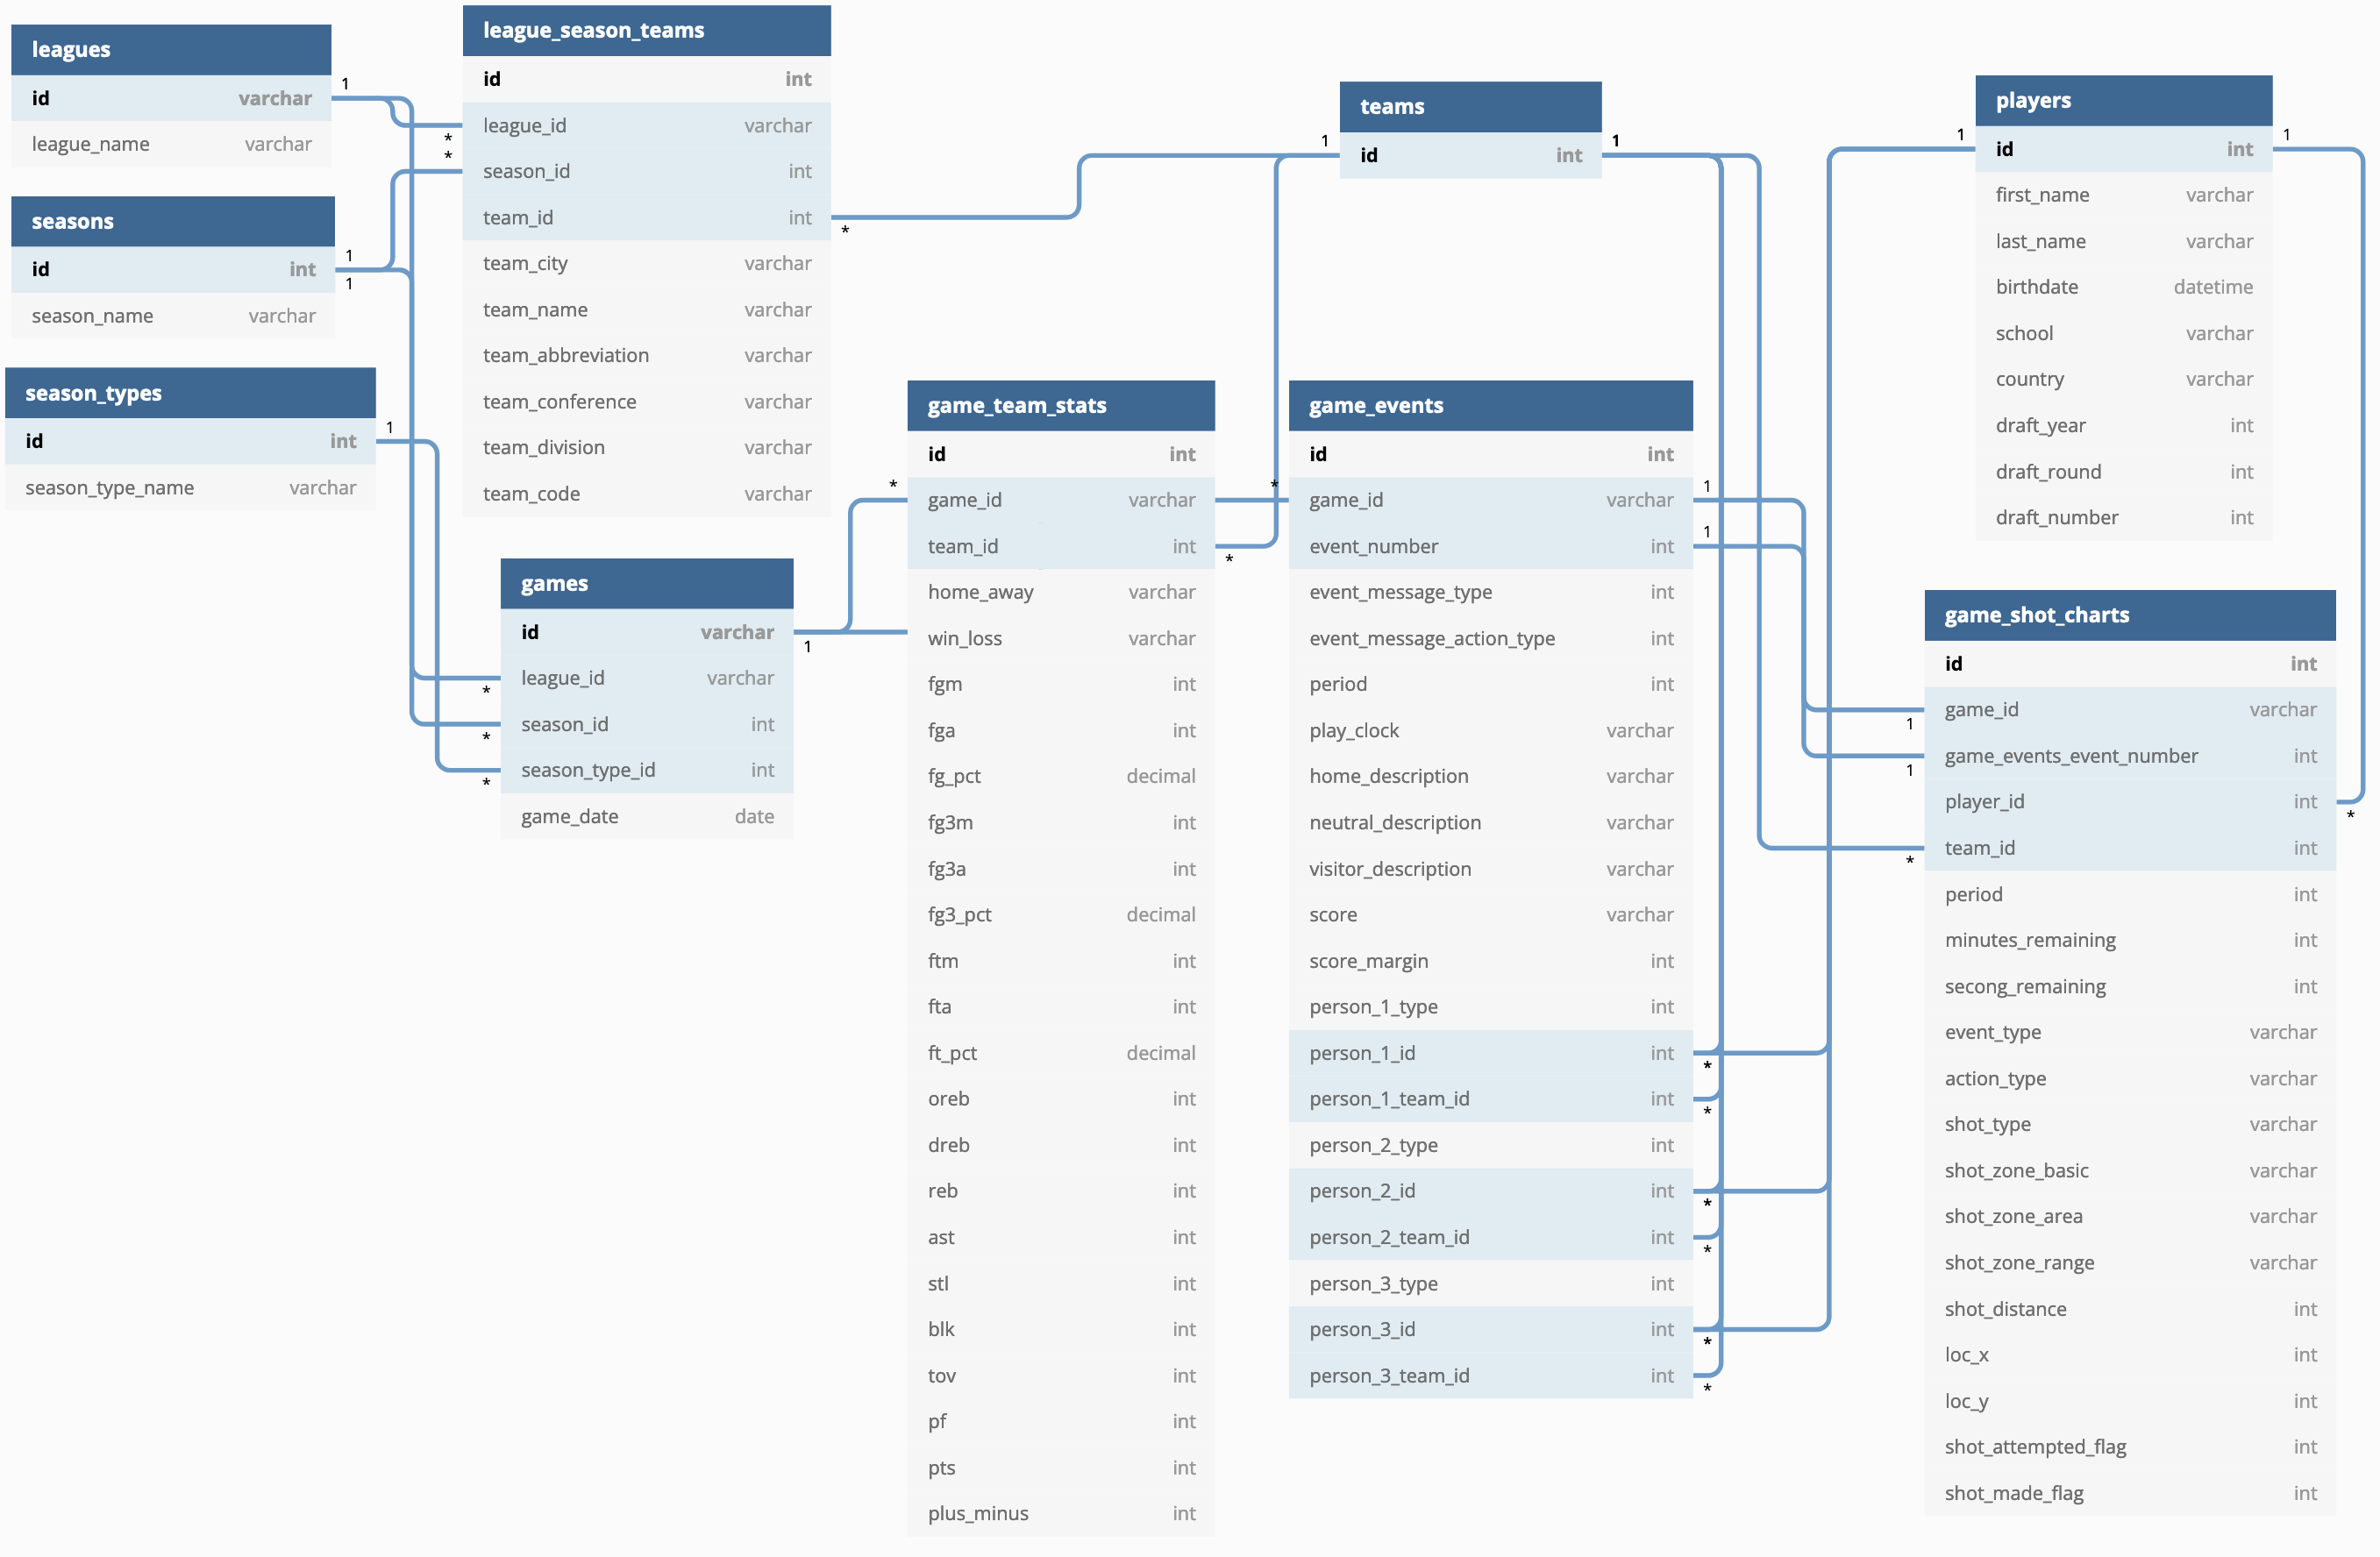 leagues
id varchar
league_name varchar
1
seasons
id int
season_name varchar
1
1
season_types
id int
season_type_name varchar
1
league_season_teams
id int
league_id varchar
season_id int
team_id int
team_city varchar
team_name varchar
team_abbreviation varchar
team_conference varchar
team_division varchar
team_code varchar
*
*
*
games
id varchar
league_id varchar
season_id int
season_type_id int
game_date date
1
*
*
*
game_team_stats
id int
game_id varchar
team_id int
home_away varchar
win_loss varchar
fgm int
fga int
fg_pct decimal
fg3m int
fg3a int
fg3_pct decimal
ftm int
fta int
ft_pct decimal
oreb int
dreb int
reb int
ast int
stl int
blk int
tov int
pf int
pts int
plus_minus int
*
*
teams
id int
1
1
game_events
id int
game_id varchar
event_number int
event_message_type int
event_message_action_type int
period int
play_clock varchar
home_description varchar
neutral_description varchar
visitor_description varchar
score varchar
score_margin int
person_1_type int
person_1_id int
person_1_team_id int
person_2_type int
person_2_id int
person_2_team_id int
person_3_type int
person_3_id int
person_3_team_id int
*
1
1
*
*
*
*
*
*
players
id int
first_name varchar
last_name varchar
birthdate datetime
school varchar
country varchar
draft_year int
draft_round int
draft_number int
1
1
game_shot_charts
id int
game_id varchar
game_events_event_number int
player_id int
team_id int
period int
minutes_remaining int
secong_remaining int
event_type varchar
action_type varchar
shot_type varchar
shot_zone_basic varchar
shot_zone_area varchar
shot_zone_range varchar
shot_distance int
loc_x int
loc_y int
shot_attempted_flag int
shot_made_flag int
1
1
*
*